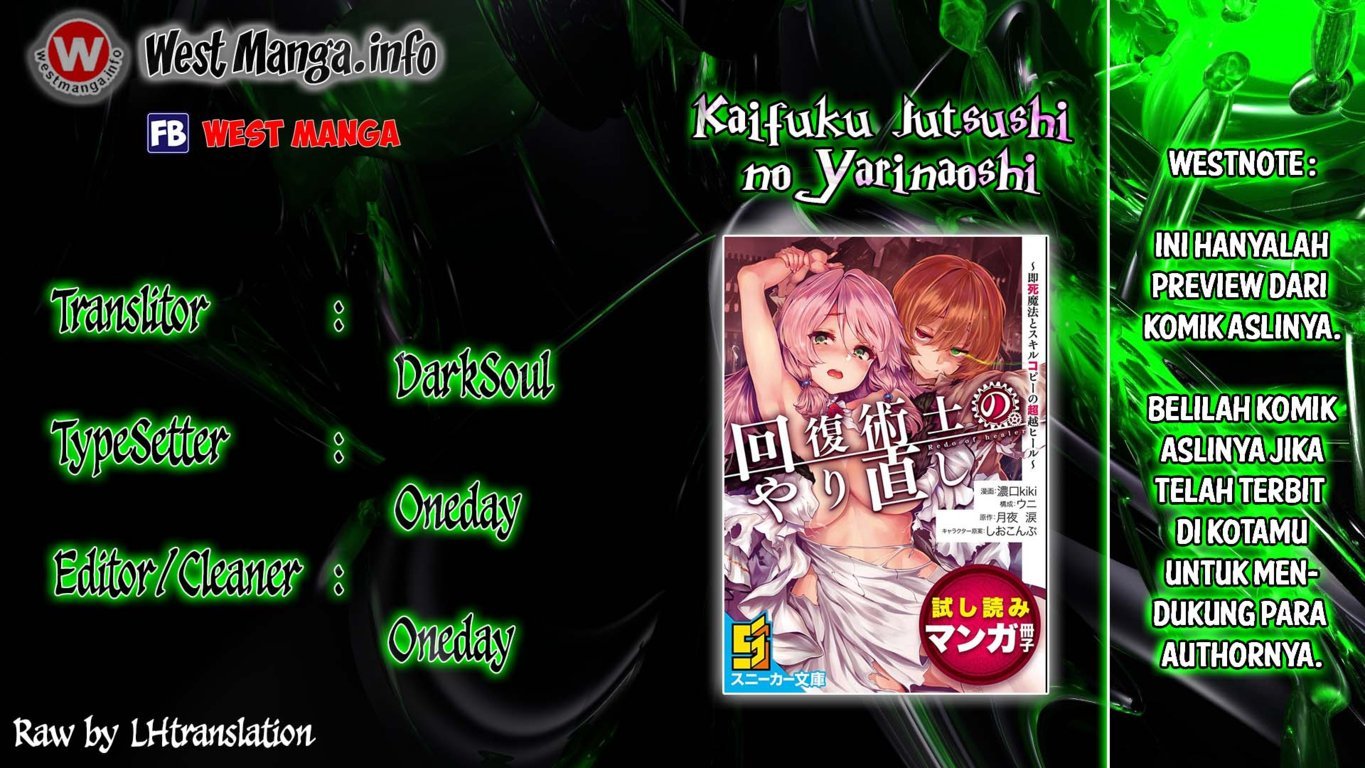 W
westmanga.info
West Manga.info
FB WEST MANGA
Translitor :
DarkSoul
TypeSetter :
Oneday
Editor/Cleaner :
Oneday
Raw by LHtranslation
Kaifuku Jutsushi
no Yarinaoshi
～即死魔法とスキルコピーの超越ヒール～
回復術士の
Redo of healer
やり直し
漫画:濃口kiki
構成:ウニ
原作:月夜 涙
キャラクター原案:しおこんぶ
試し読み
マンガ冊子
スニーカー文庫
WESTNOTE :
INI HANYALAH
PREVIEW DARI
KOMIK ASLINYA.
BELILAH KOMIK
ASLINYA JIKA
TELAH TERBIT
DI KOTAMU
UNTUK MEN-
DUKUNG PARA
AUTHORNYA.